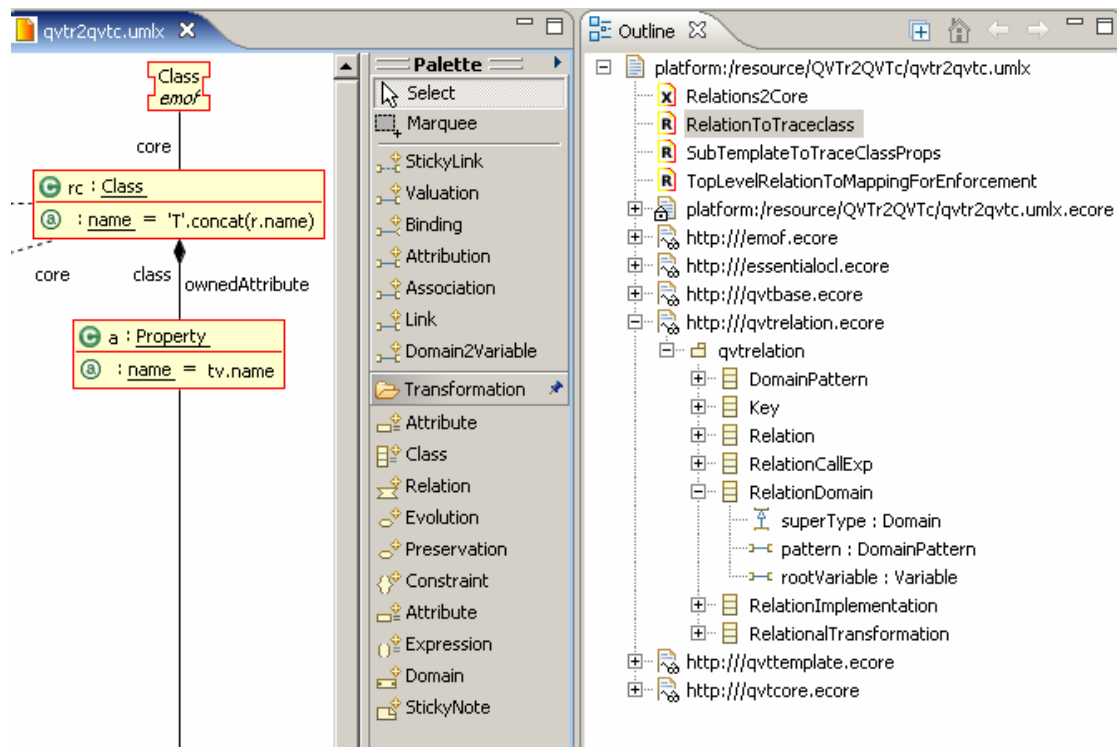 qvtr2qvtc.umlx
Class
emof
core
C rc : Class
a : name = 'T'.concat(r.name)
core
class
ownedAttribute
C a : Property
a : name = tv.name
Palette
Select
Marquee
StickyLink
Valuation
Binding
Attribution
Association
Link
Domain2Variable
Transformation
Attribute
Class
Relation
Evolution
Preservation
Constraint
Attribute
Expression
Domain
StickyNote
Outline
platform:/resource/QVTr2QVTc/qvtr2qvtc.umlx
X Relations2Core
R RelationToTraceclass
R SubTemplateToTraceClassProps
R TopLevelRelationToMappingForEnforcement
platform:/resource/QVTr2QVTc/qvtr2qvtc.umlx.ecore
http:///emof.ecore
http:///essentialocl.ecore
http:///qvtbase.ecore
http:///qvtrelation.ecore
qvtrelation
DomainPattern
Key
Relation
RelationCallExp
RelationDomain
superType : Domain
pattern : DomainPattern
rootVariable : Variable
RelationImplementation
RelationalTransformation
http:///qvttemplate.ecore
http:///qvtcore.ecore